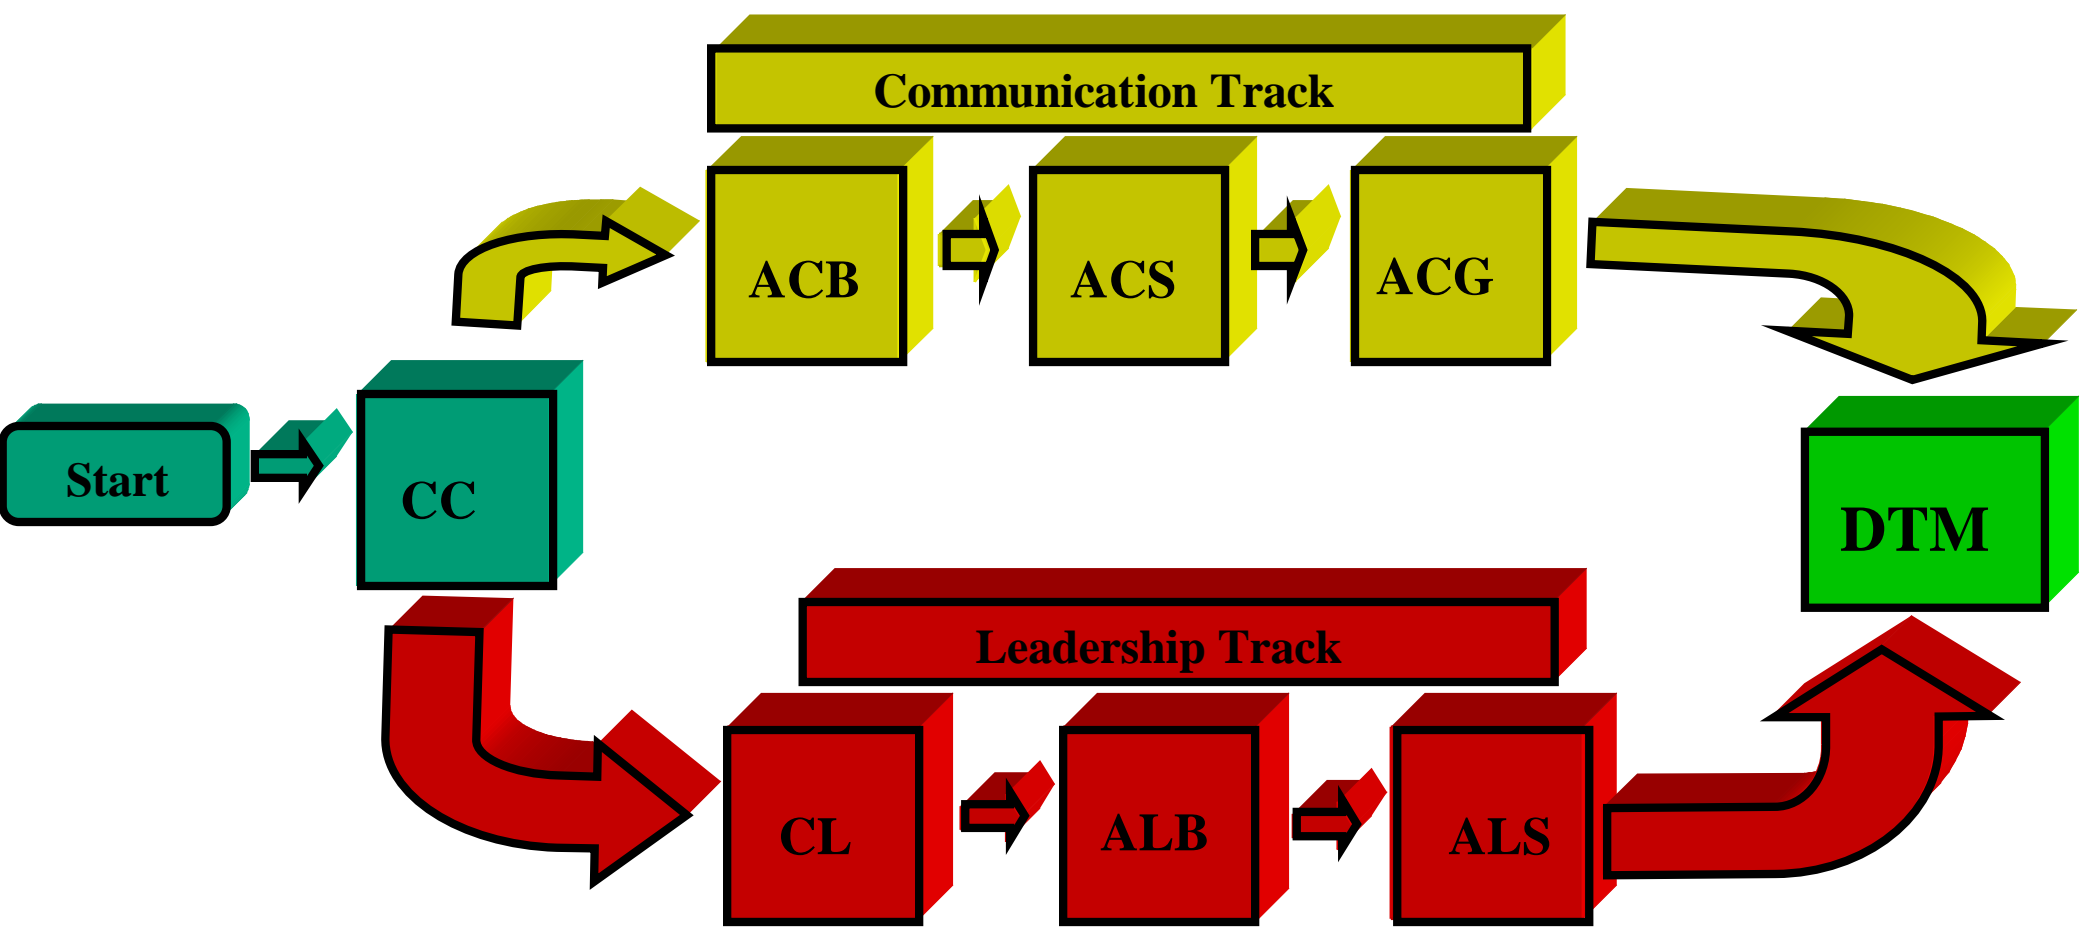 Communication Track
ACB
ACS
ACG
Start
CC
DTM
Leadership Track
CL
ALB
ALS